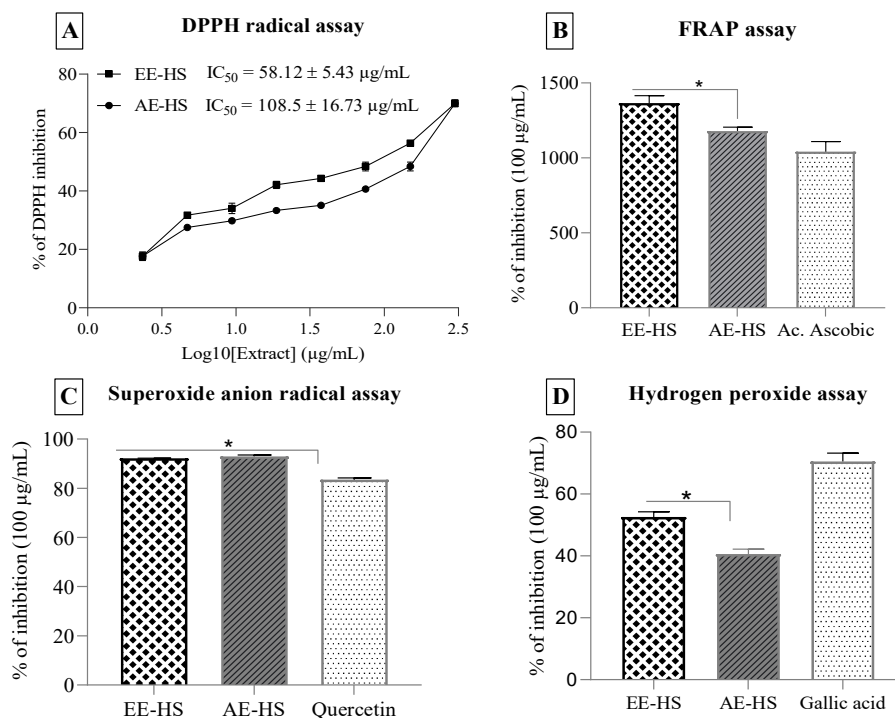 A
DPPH radical assay
EE-HS IC50 = 58.12 ± 5.43 µg/mL
AE-HS IC50 = 108.5 ± 16.73 µg/mL
% of DPPH inhibition
80
60
40
20
0
0.0 0.5 1.0 1.5 2.0 2.5
Log10[Extract] (µg/mL)
B
FRAP assay
% of inhibition (100 µg/mL)
1500
1000
500
0
*
EE-HS AE-HS Ac. Ascobic
C
Superoxide anion radical assay
% of inhibition (100 µg/mL)
100
80
60
40
20
0
*
EE-HS AE-HS Quercetin
D
Hydrogen peroxide assay
% of inhibition (100 µg/mL)
80
60
40
20
0
*
EE-HS AE-HS Gallic acid